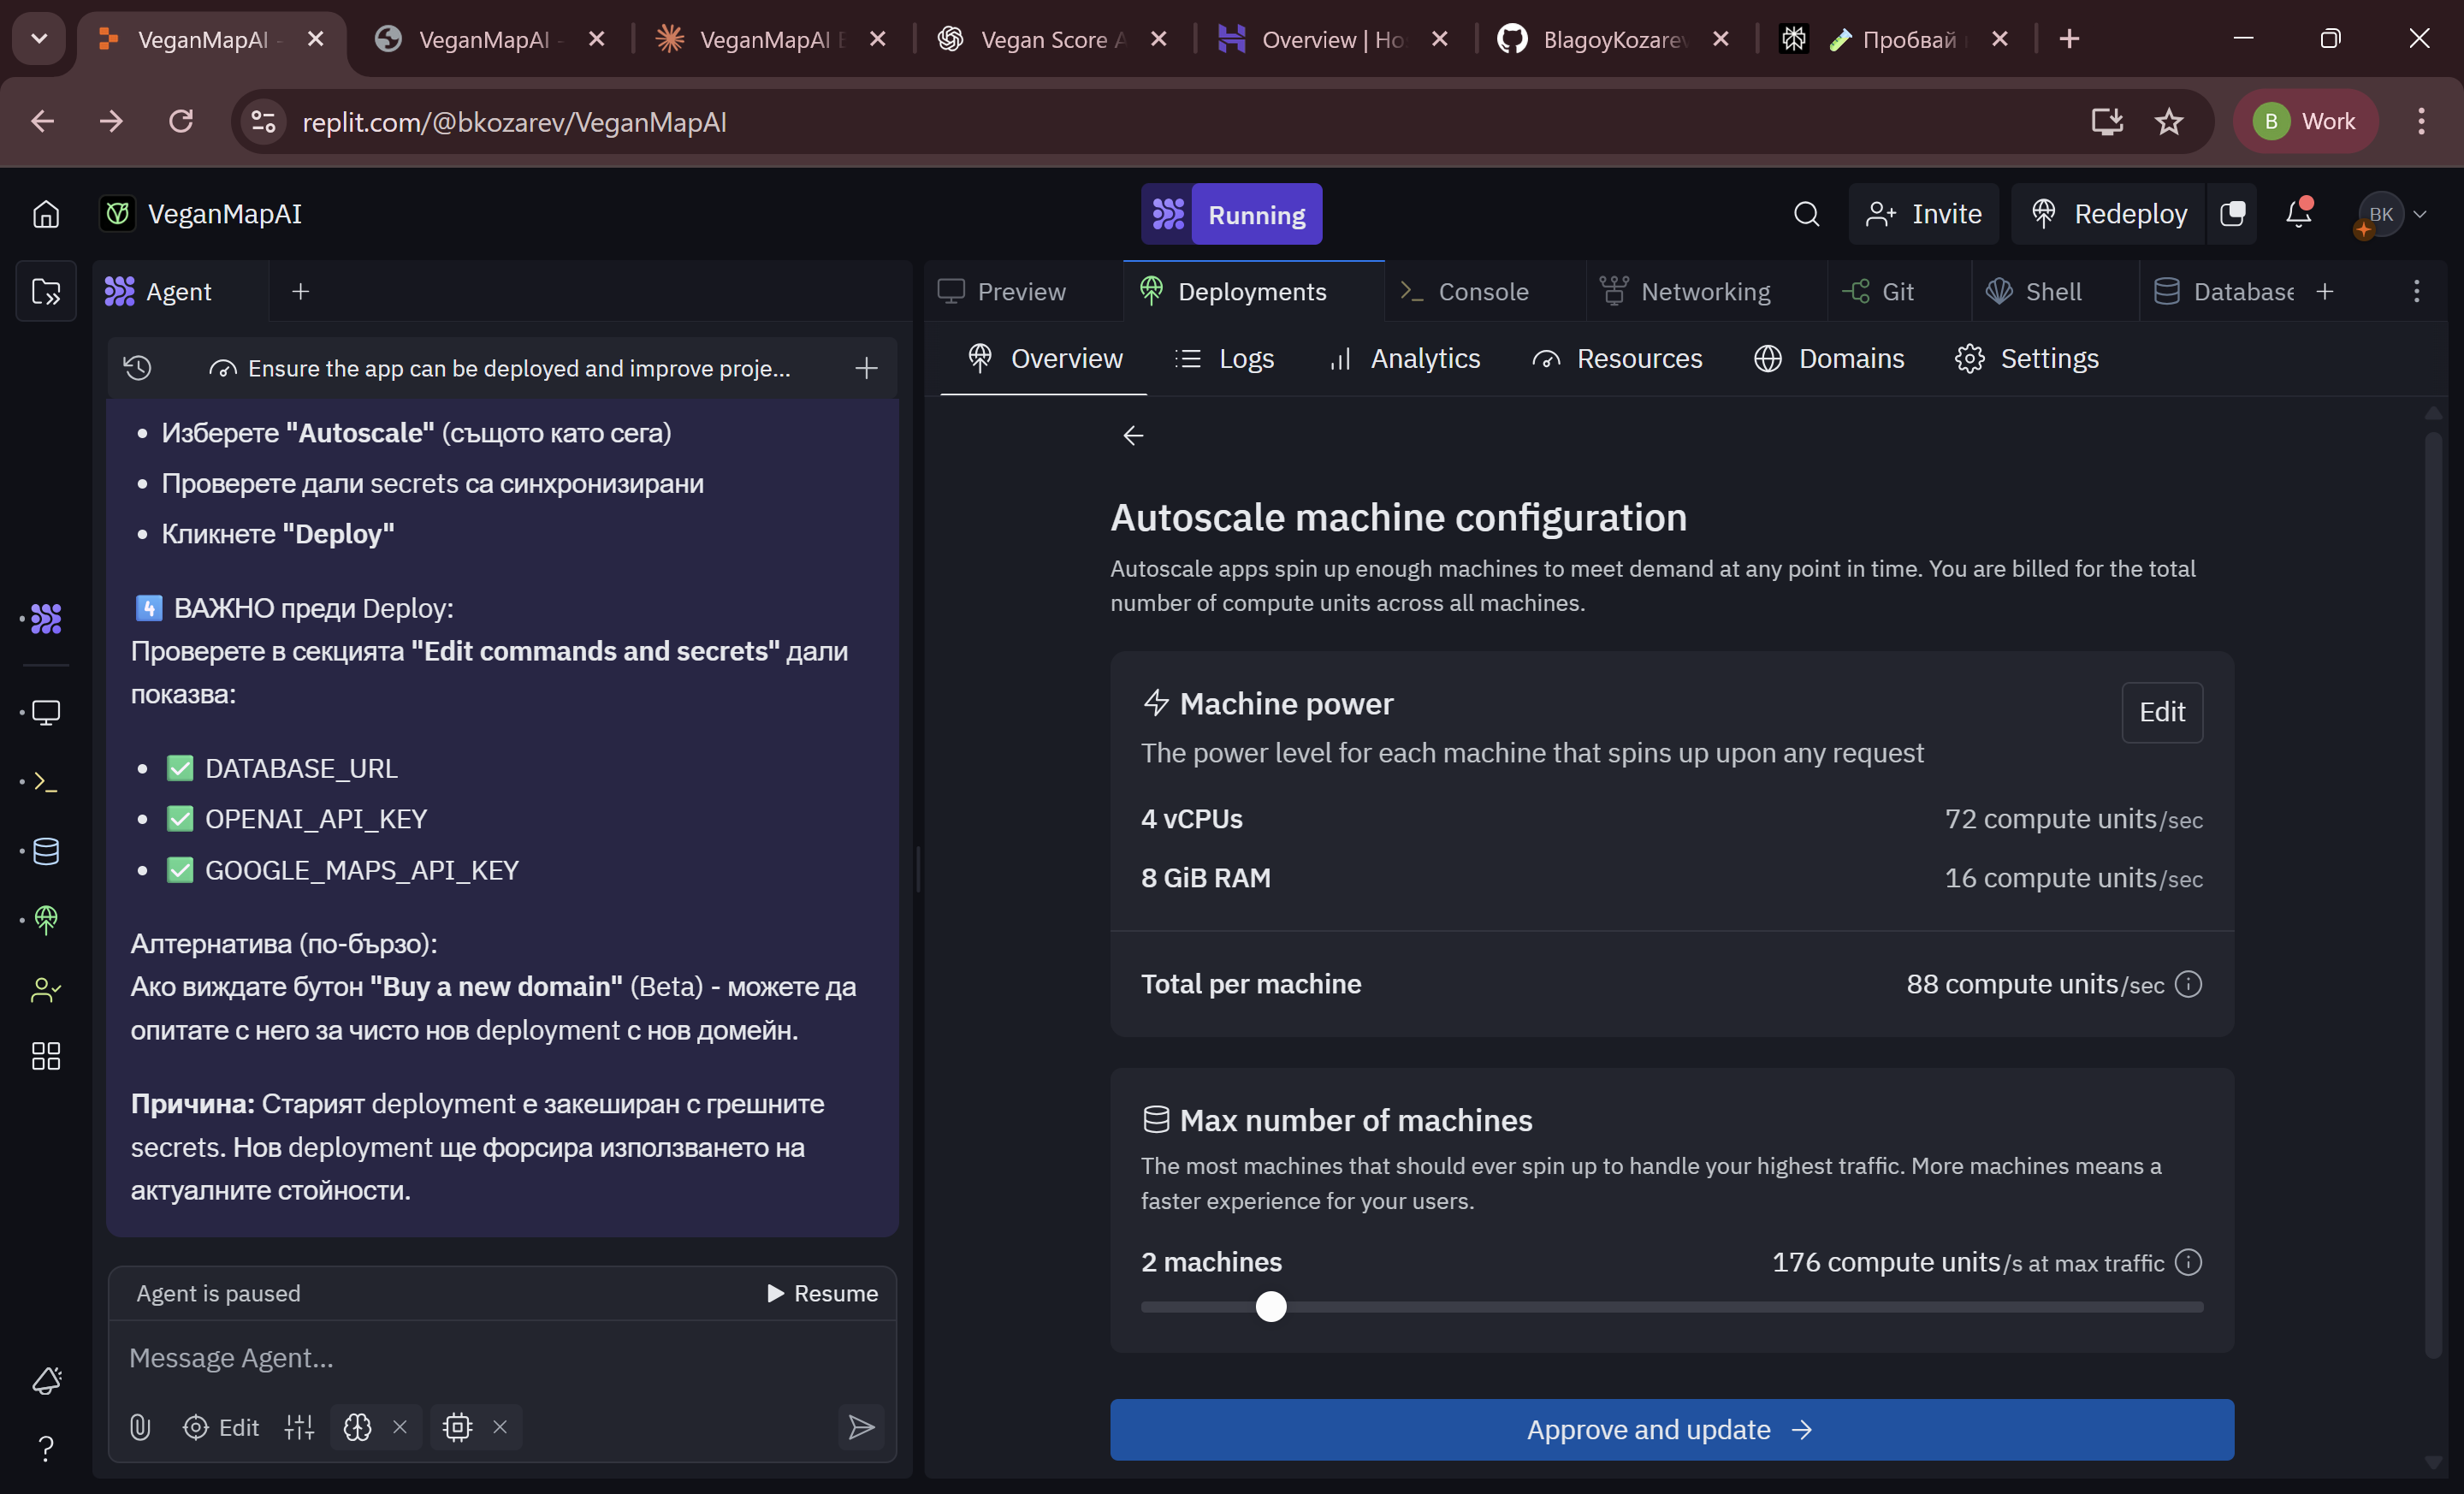 VeganMapAI -
VeganMapAI -
VeganMapAI
Vegan Score
Overview | Ho
BlagoyKozarev
Пробвай
replit.com/@bkozarev/VeganMapAI
B
Work
VeganMapAI
Running
Invite
Redeploy
BK
Agent
Preview
Deployments
Console
Networking
Git
Shell
Database
Ensure the app can be deployed and improve proje...
Overview
Logs
Analytics
Resources
Domains
Settings
Изберете "Autoscale" (същото като сега)
Проверете дали secrets са синхронизирани
Кликнете "Deploy"
4 ВАЖНО преди Deploy:
Проверете в секцията "Edit commands and secrets" дали
показва:
DATABASE_URL
OPENAI_API_KEY
GOOGLE_MAPS_API_KEY
Алтернатива (по-бързо):
Ако виждате бутон "Buy a new domain" (Beta) - можете да
опитате с него за чисто нов deployment с нов домейн.
Причина: Старият deployment е закеширан с грешните
secrets. Нов deployment ще форсира използването на
актуалните стойности.
Agent is paused
Resume
Message Agent...
Edit
Autoscale machine configuration
Autoscale apps spin up enough machines to meet demand at any point in time. You are billed for the total
number of compute units across all machines.
Machine power
Edit
The power level for each machine that spins up upon any request
4 vCPUs
72 compute units/sec
8 GiB RAM
16 compute units/sec
Total per machine
88 compute units/sec
Max number of machines
The most machines that should ever spin up to handle your highest traffic. More machines means a
faster experience for your users.
2 machines
176 compute units/s at max traffic
Approve and update